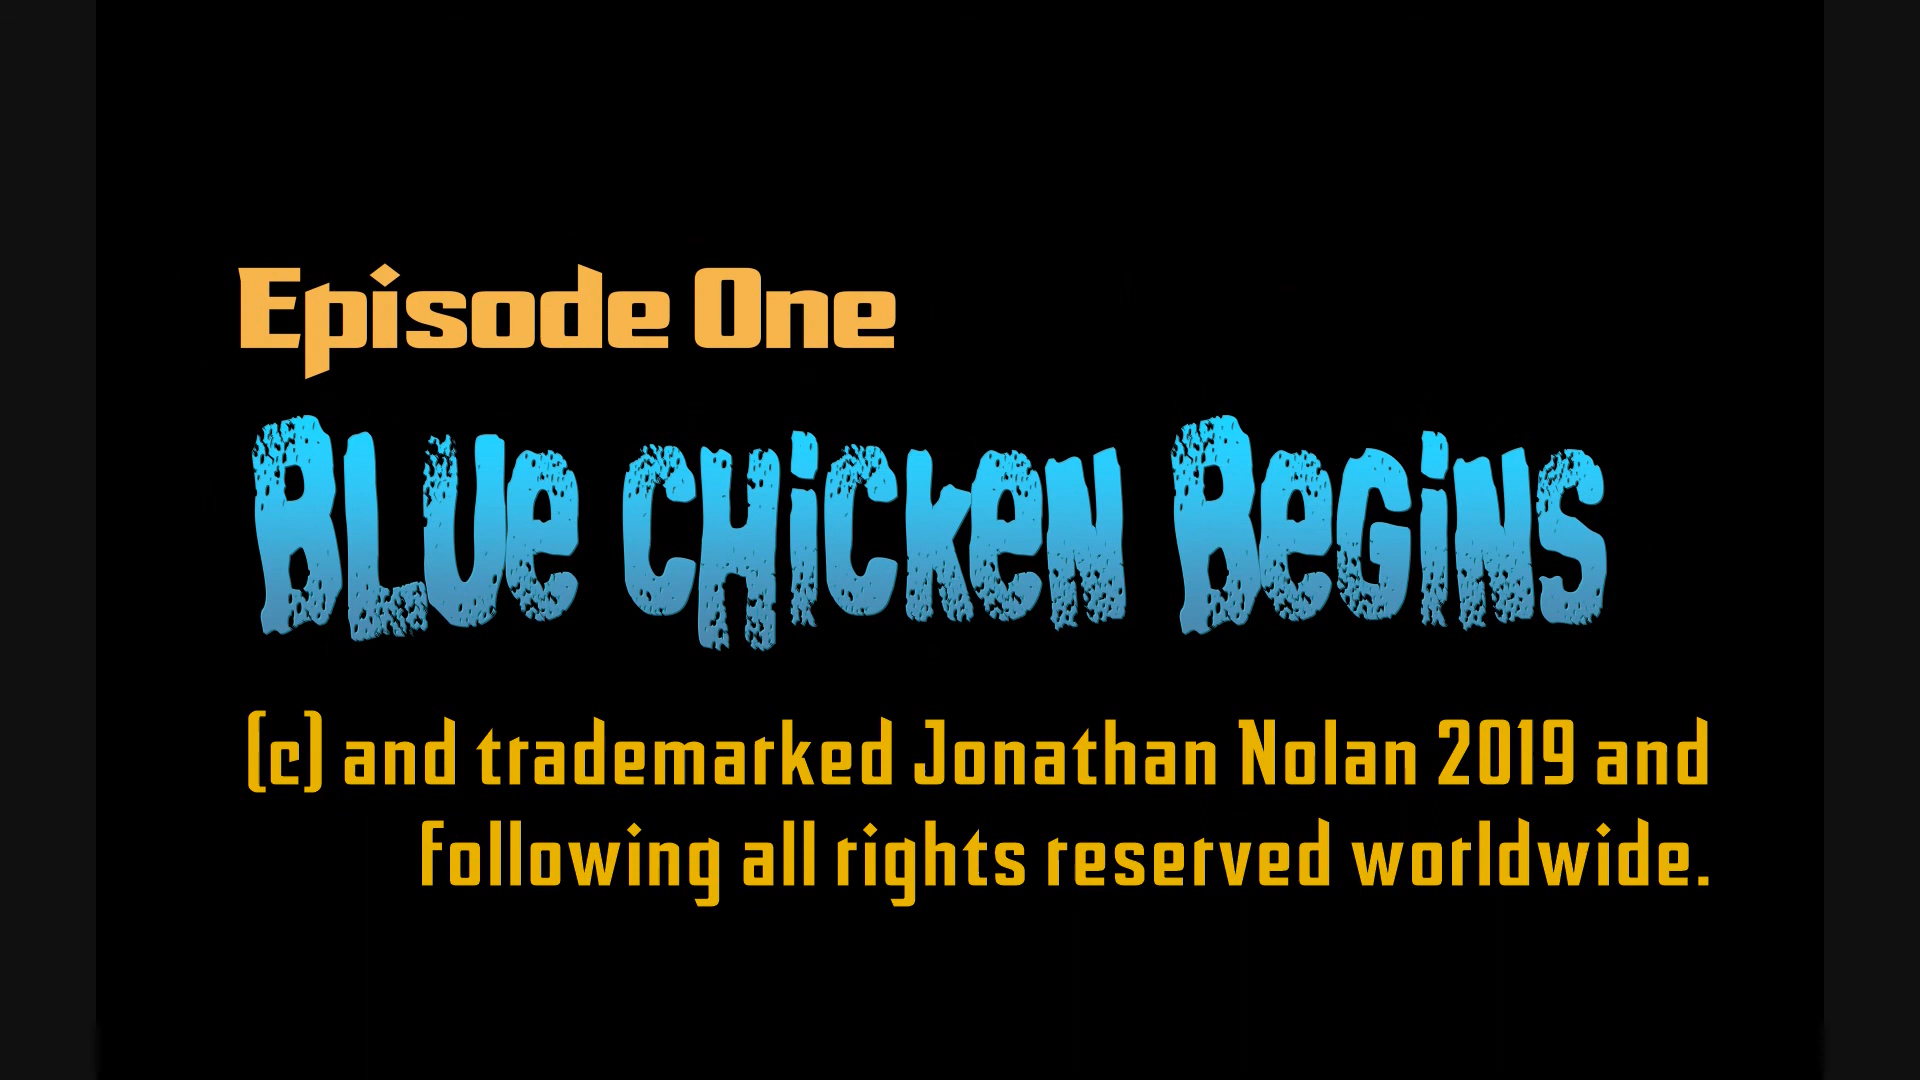 Episode One
BLUe cHicKeN BeGiNS
(c) and trademarked Jonathan Nolan 2019 and
following all rights reserved worldwide.